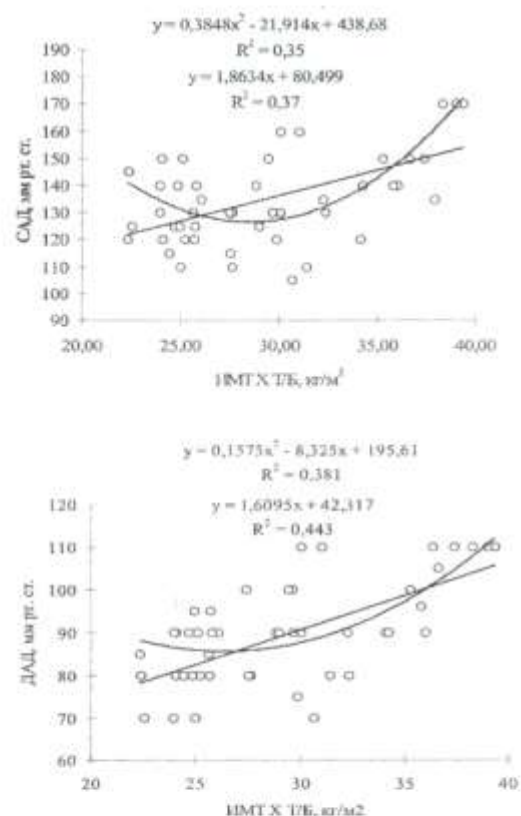 y = 0,3848x² - 21,914x + 438,68
R² = 0,35
y = 1,8634x + 80,499
R² = 0,37
САД, мм рт. ст.
190
180
170
160
150
140
130
120
110
100
90
20,00
25,00
30,00
35,00
40,00
ИМТ X Т/Б, кг/м²
y = 0,1575x² - 8,325x + 195,61
R² = 0,381
y = 1,6095x + 42,317
R² = 0,443
ДАД, мм рт. ст.
120
110
100
90
80
70
60
20
25
30
35
40
ИМТ X Т/Б, кг/м2